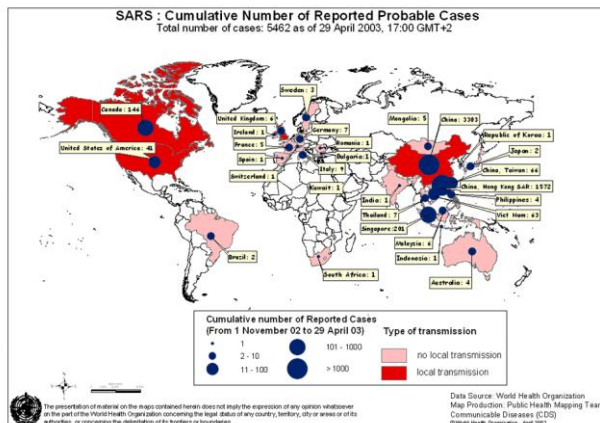 SARS : Cumulative Number of Reported Probable Cases
Total number of cases: 5462 as of 29 April 2003, 17:00 GMT+2
Sweden: 3
Canada: 146
United Kingdom: 6
Mongolia: 5
China: 3303
Ireland: 1
Germany: 7
Republic of Korea: 1
United States of America: 41
France: 5
Romania: 1
Japan: 2
Spain: 1
Bulgaria: 1
China, Taiwan: 66
Switzerland: 1
Italy: 9
China, Hong Kong SAR: 1572
Kuwait: 1
India: 1
Philippines: 4
Thailand: 7
Viet Nam: 63
Singapore: 201
Malaysia: 6
Indonesia: 1
Brazil: 2
South Africa: 1
Australia: 4
Cumulative number of Reported Cases
(From 1 November 02 to 29 April 03)
1
2 - 10
11 - 100
101 - 1000
> 1000
Type of transmission
no local transmission
local transmission
The presentation of material on the maps contained herein does not imply the expression of any opinion whatsoever
on the part of the World Health Organization concerning the legal status of any country, territory, city or areas or of its
authorities, or concerning the delimitation of its frontiers or boundaries.
Data Source: World Health Organization
Map Production: Public Health Mapping Team
Communicable Diseases (CDS)
© World Health Organization, April 2003